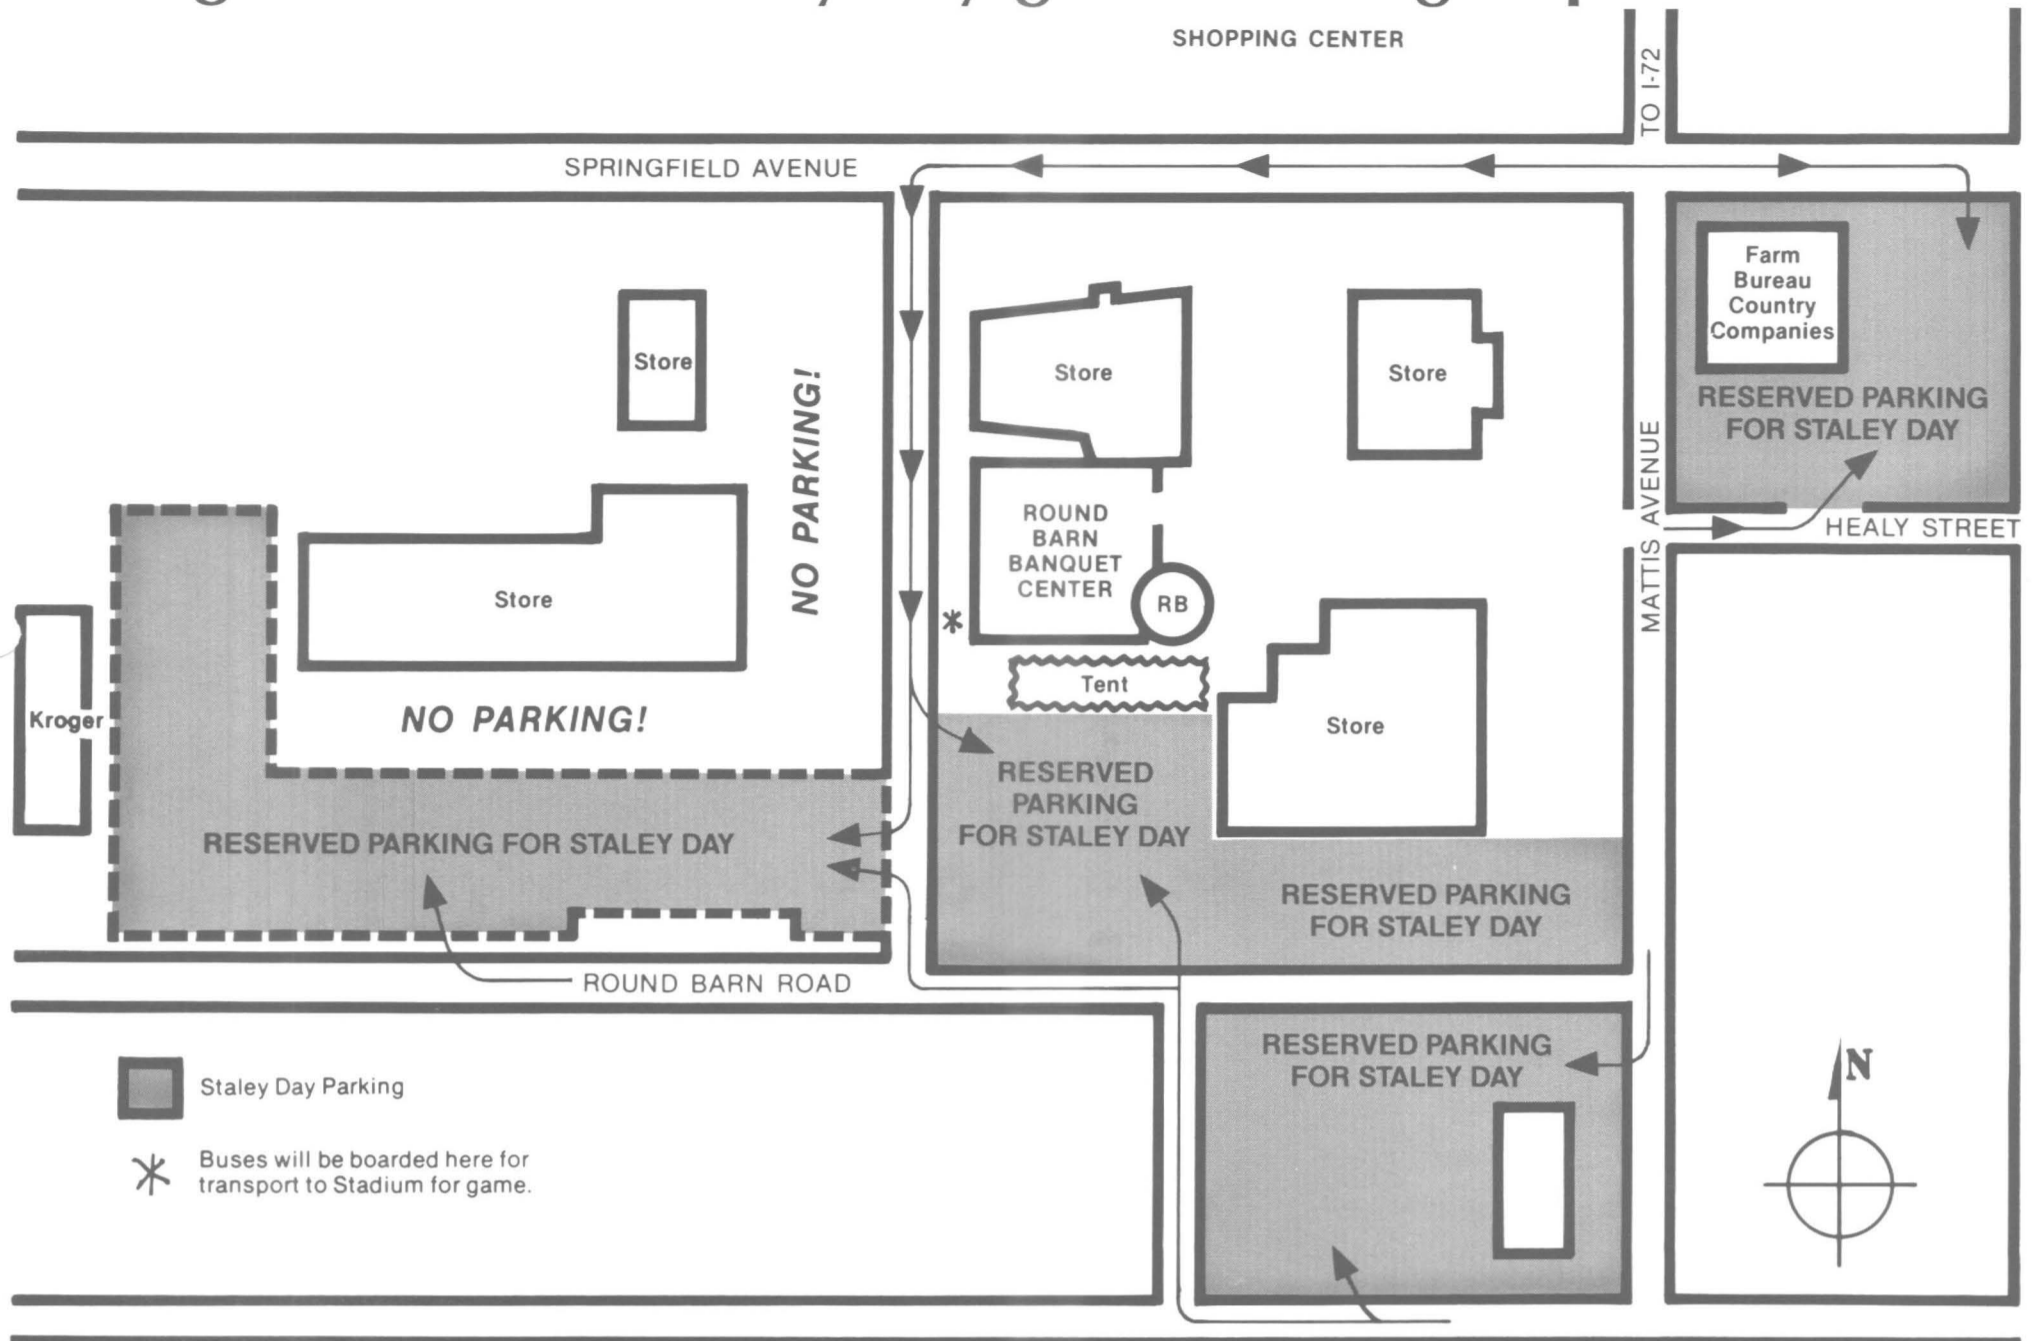 SHOPPING CENTER
TO I-72
SPRINGFIELD AVENUE
Farm
Bureau
Country
Companies
RESERVED PARKING
FOR STALEY DAY
Store
NO PARKING!
Store
Store
MATTIS AVENUE
HEALY STREET
ROUND
BARN
BANQUET
CENTER
RB
Store
Tent
Kroger
NO PARKING!
Store
RESERVED
PARKING
FOR STALEY DAY
RESERVED PARKING FOR STALEY DAY
RESERVED PARKING
FOR STALEY DAY
ROUND BARN ROAD
RESERVED PARKING
FOR STALEY DAY
N
Staley Day Parking
Buses will be boarded here for
transport to Stadium for game.